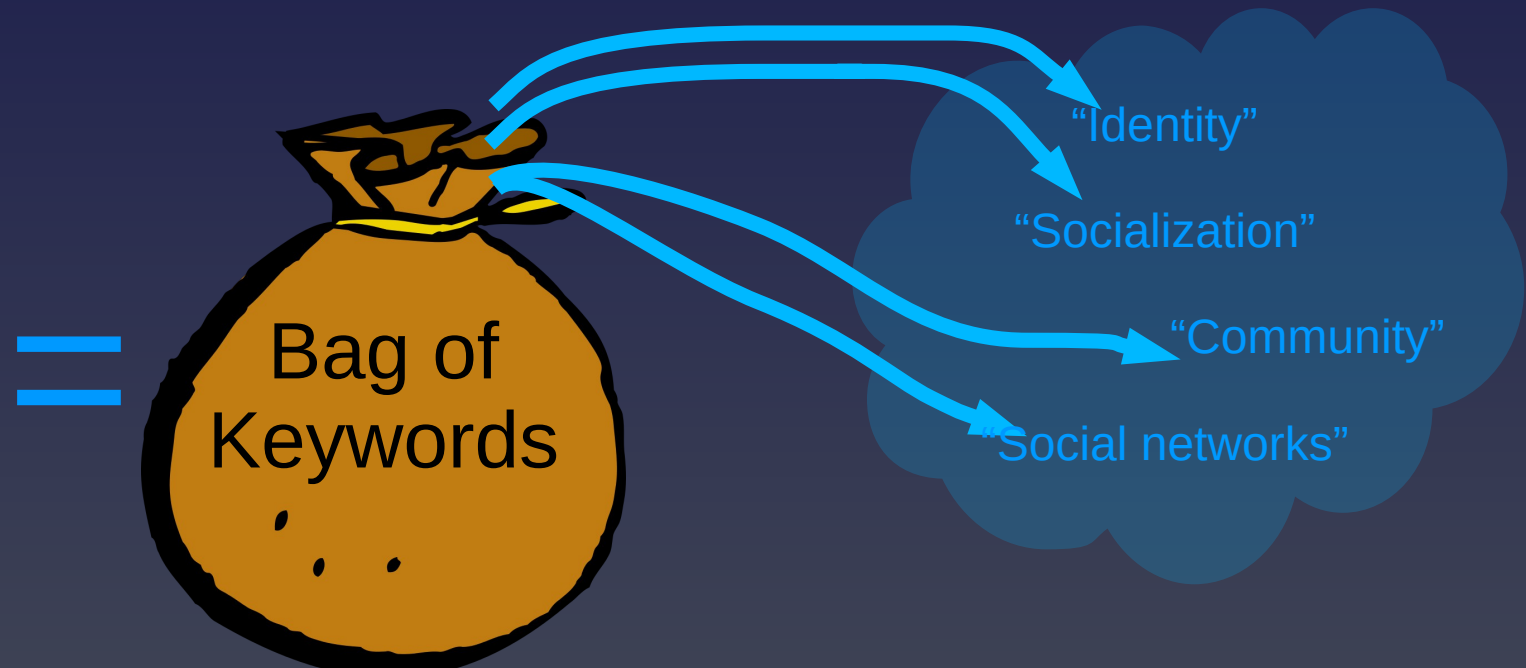 =
Bag of
Keywords
“Identity”
“Socialization”
“Community”
“Social networks”